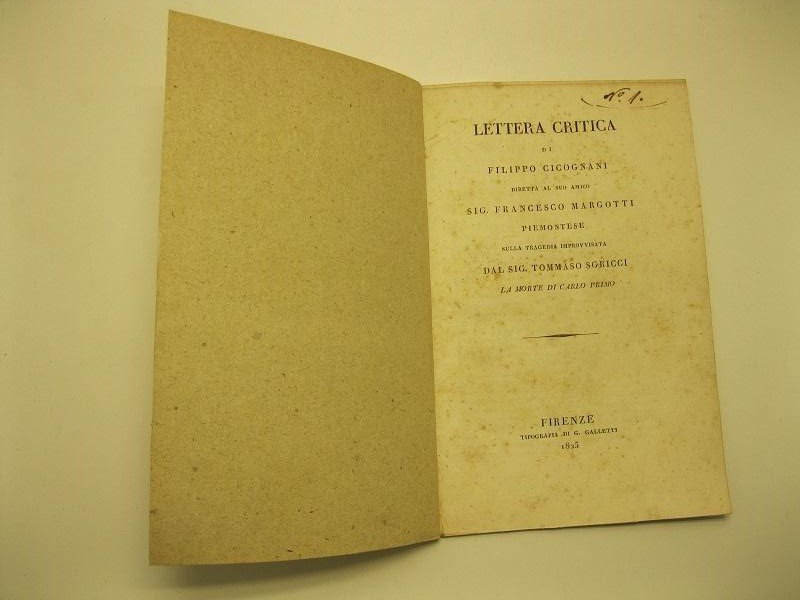 N.º 1.
LETTERA CRITICA
DI
FILIPPO CICOGNANI
DIRETTA AL SUO AMICO
SIG. FRANCESCO MARGOTTI
PIEMONTESE
SULLA TRAGEDIA IMPROVVISATA
DAL SIG. TOMMASO SGRICCI
LA MORTE DI CARLO PRIMO
FIRENZE
TIPOGRAFIA DI G. GALLETTI
1825